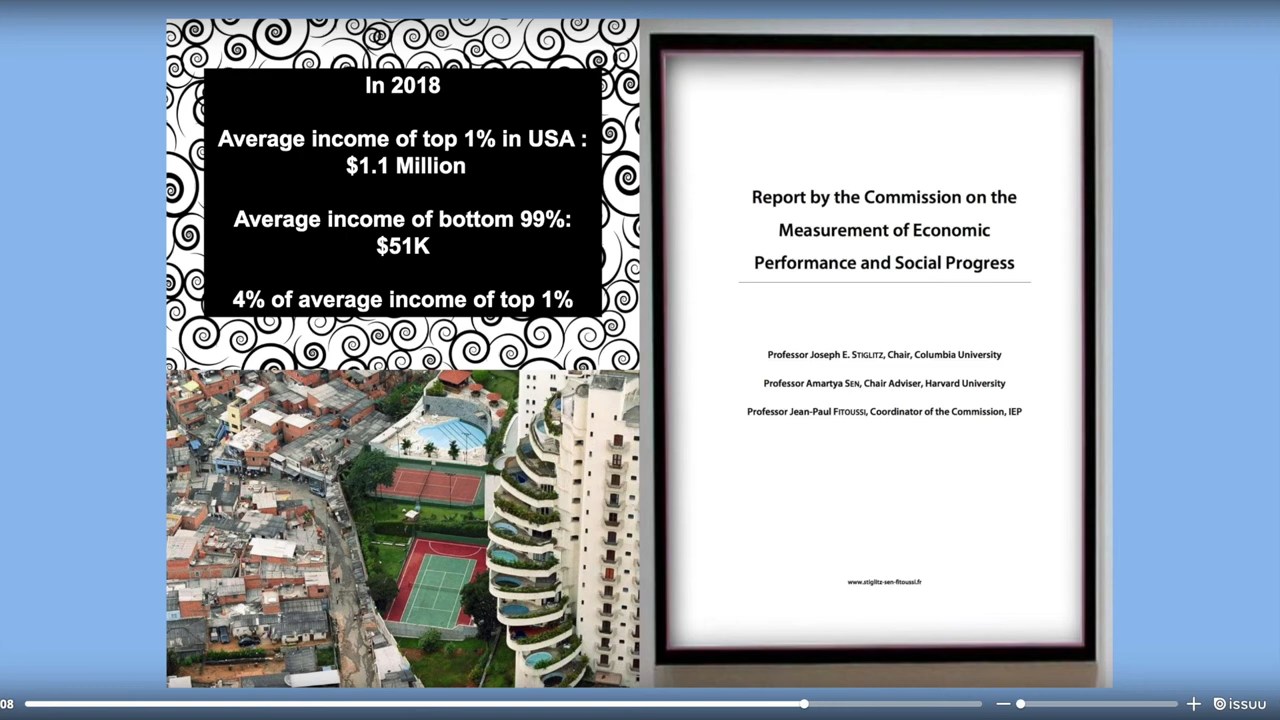 In 2018
Average income of top 1% in USA :
$1.1 Million
Average income of bottom 99%:
$51K
4% of average income of top 1%
Report by the Commission on the
Measurement of Economic
Performance and Social Progress
Professor Joseph E. STIGLITZ, Chair, Columbia University
Professor Amartya SEN, Chair Adviser, Harvard University
Professor Jean-Paul FITOUSSI, Coordinator of the Commission, IEP
www.stiglitz-sen-fitoussi.fr
08
issuu